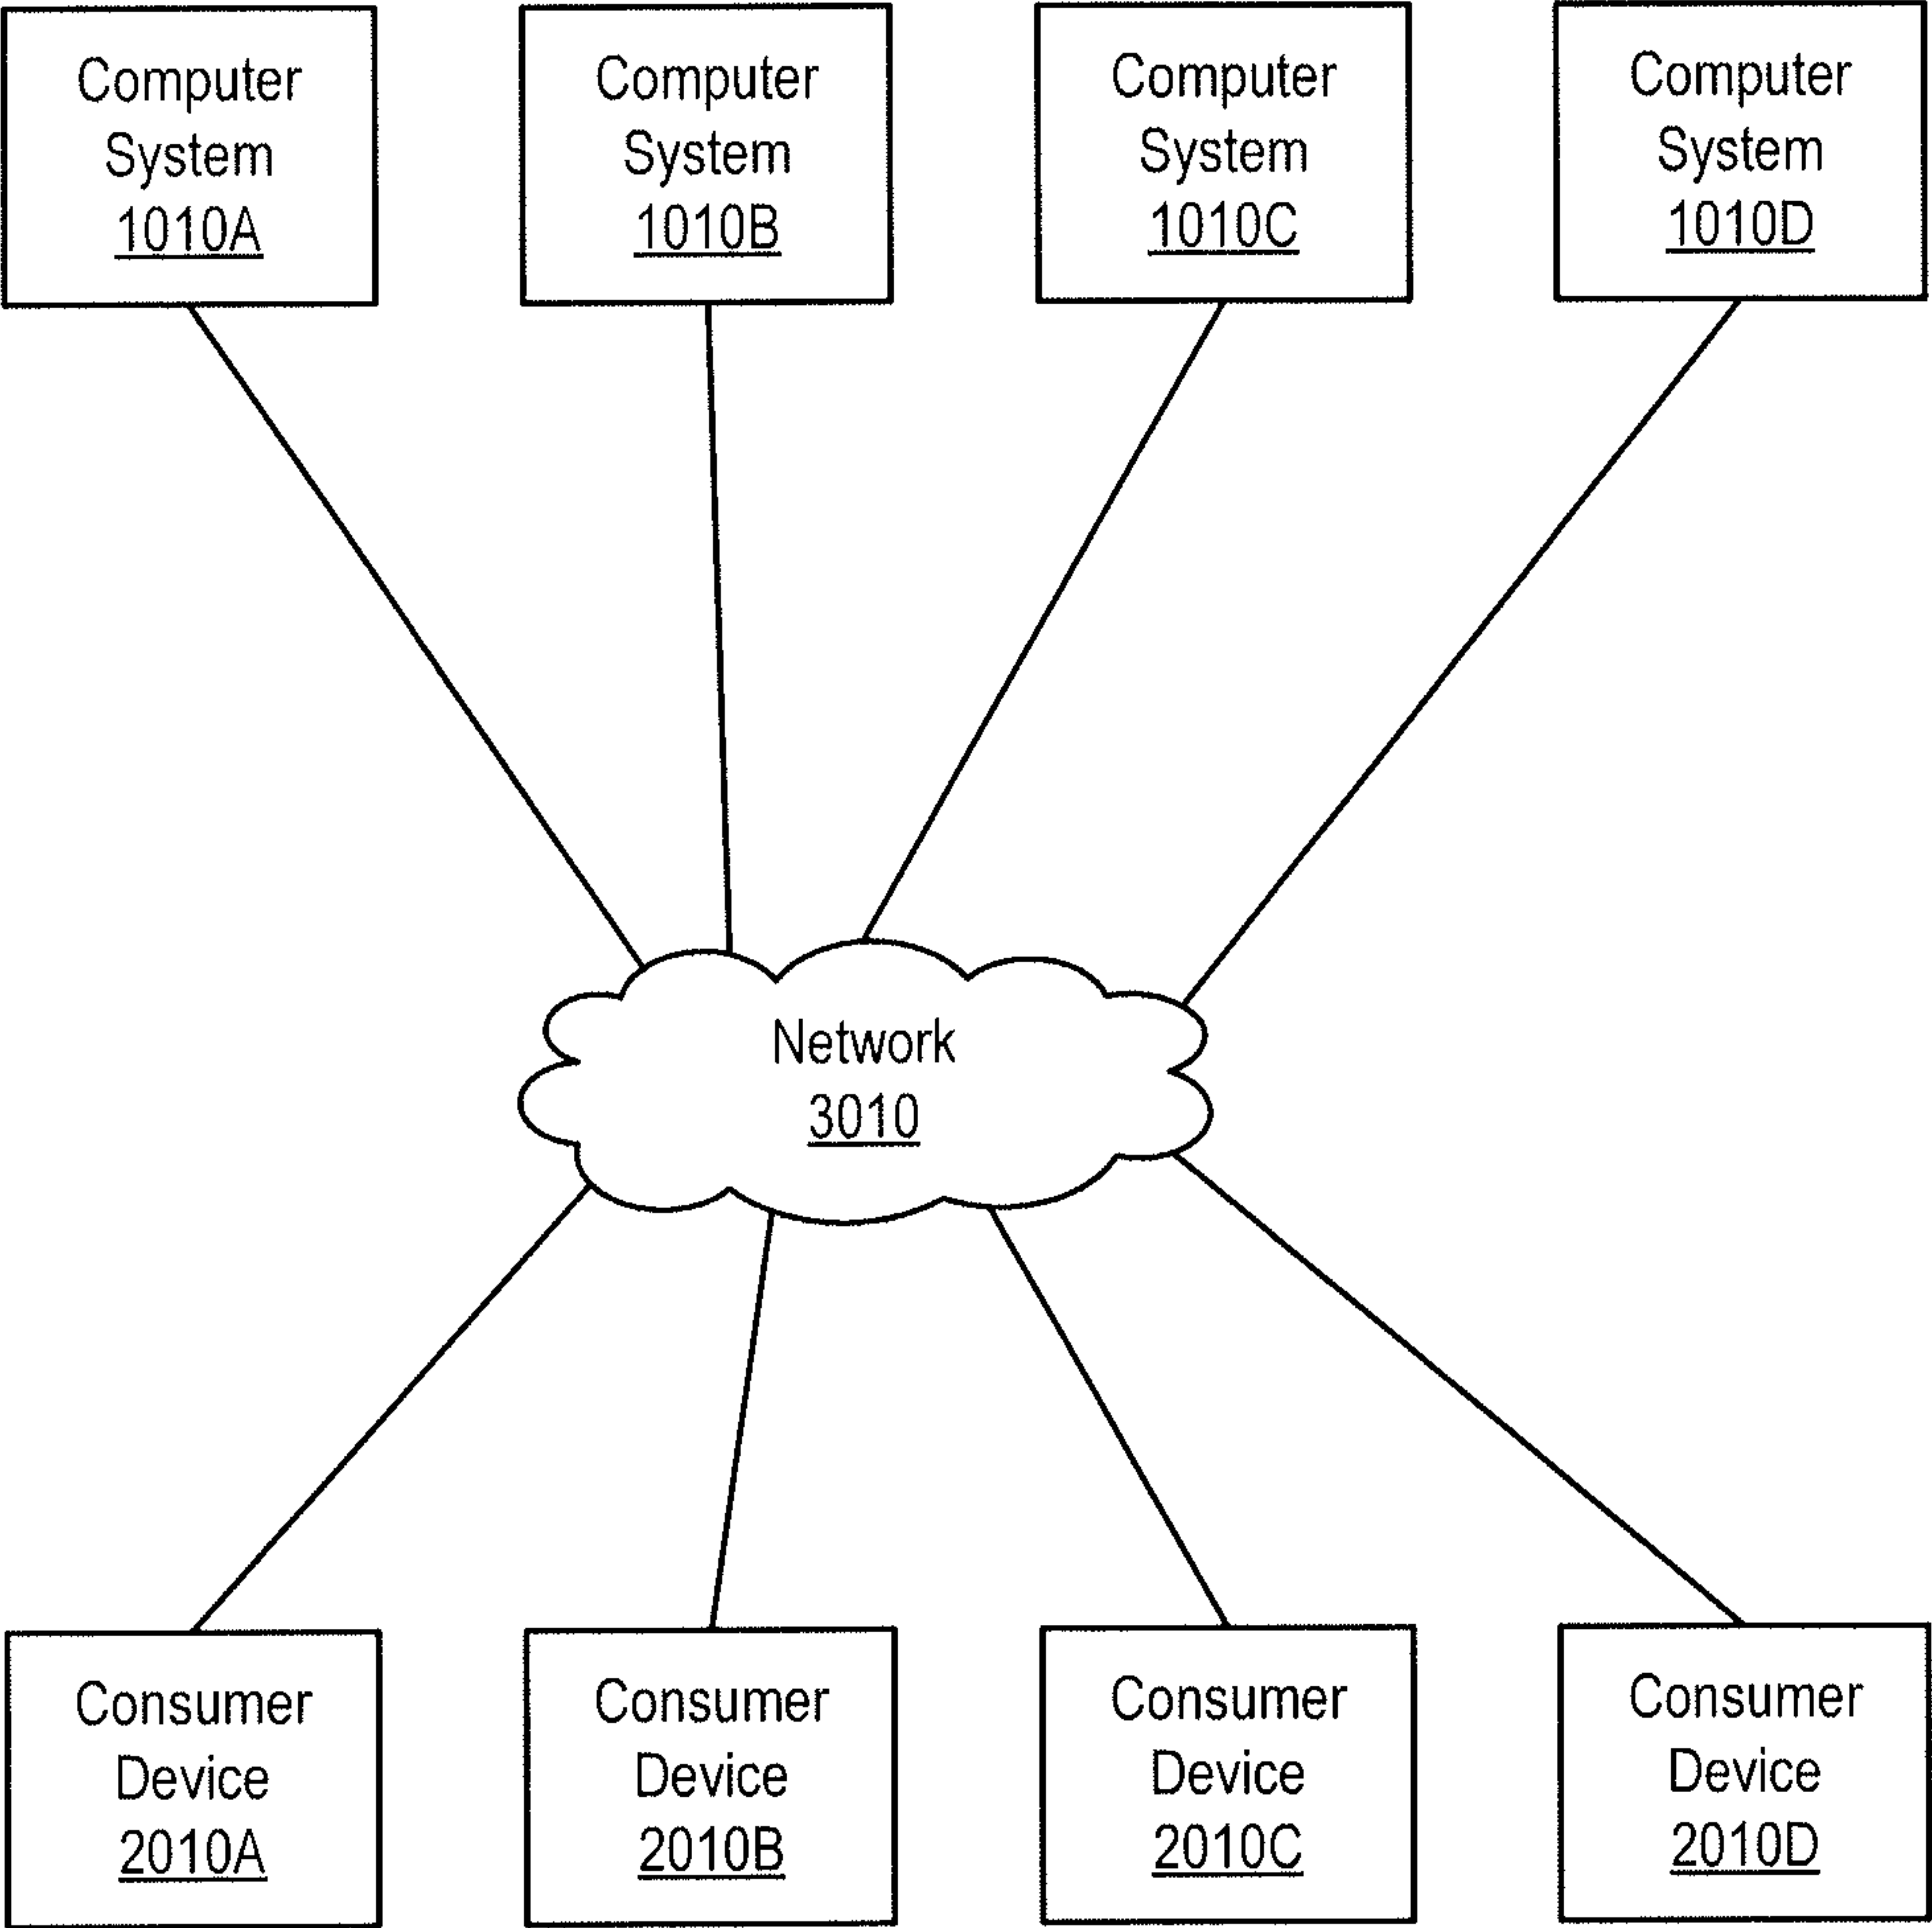 Computer
System
1010A
Computer
System
1010B
Computer
System
1010C
Computer
System
1010D
Network
3010
Consumer
Device
2010A
Consumer
Device
2010B
Consumer
Device
2010C
Consumer
Device
2010D